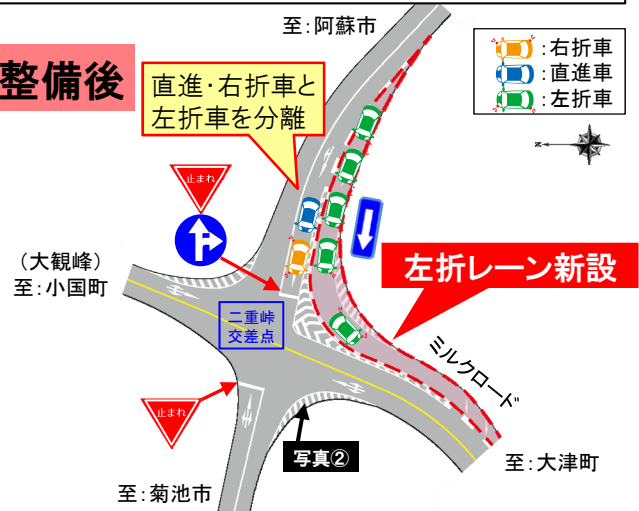 至：阿蘇市
整備後
直進・右折車と
左折車を分離
：右折車
：直進車
：左折車
N
止まれ
（大観峰）
至：小国町
左折レーン新設
二重峠
交差点
ミルクロード
止まれ
写真②
至：大津町
至：菊池市